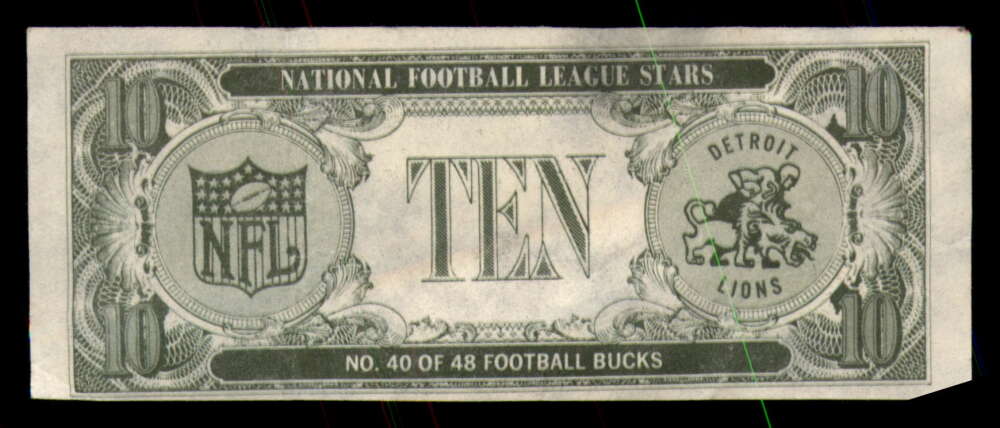 NATIONAL FOOTBALL LEAGUE STARS
10
10
NFL
TEN
DETROIT
LIONS
10
10
NO. 40 OF 48 FOOTBALL BUCKS